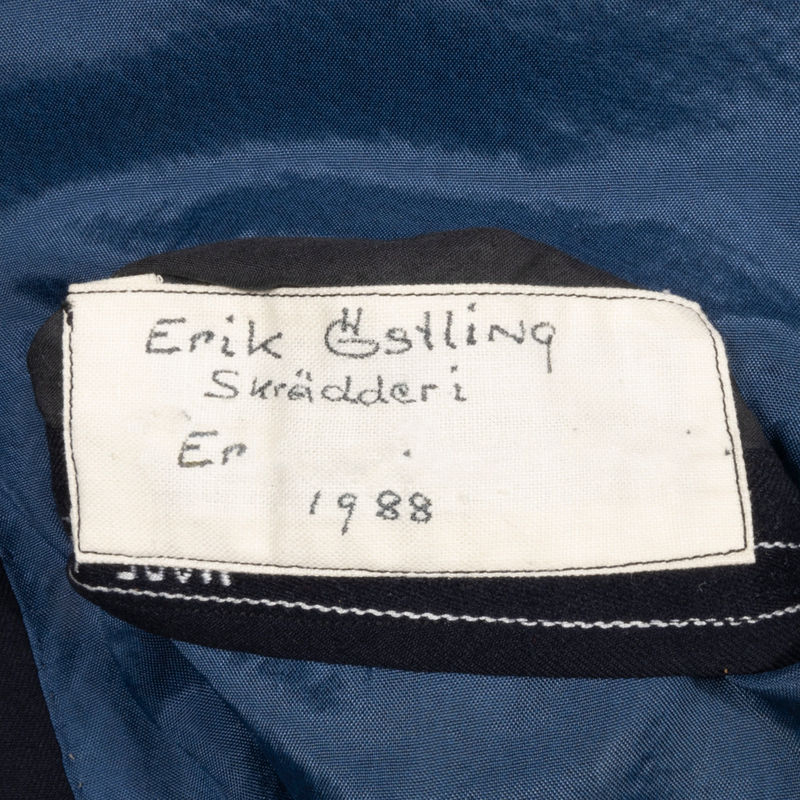 Erik Östling
Skrädderi
Er
1988